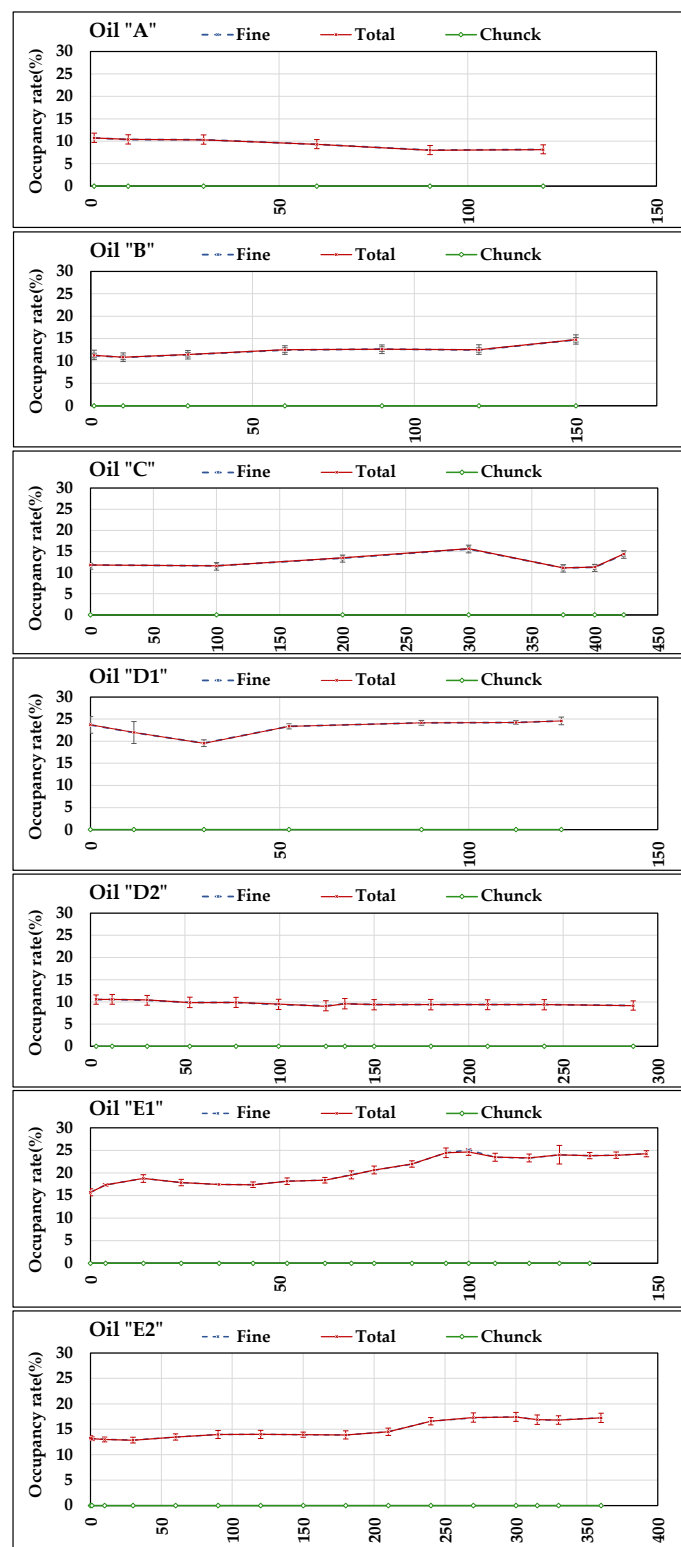 Oil "A"
Fine Total Chunck
Occupancy rate(%)
30
25
20
15
10
5
0
0 50 100 150
Oil "B"
Fine Total Chunck
Occupancy rate(%)
30
25
20
15
10
5
0
0 50 100 150
Oil "C"
Fine Total Chunck
Occupancy rate(%)
30
25
20
15
10
5
0
0 50 100 150 200 250 300 350 400 450
Oil "D1"
Fine Total Chunck
Occupancy rate(%)
30
25
20
15
10
5
0
0 50 100 150
Oil "D2"
Fine Total Chunck
Occupancy rate(%)
30
25
20
15
10
5
0
0 50 100 150 200 250 300
Oil "E1"
Fine Total Chunck
Occupancy rate(%)
30
25
20
15
10
5
0
0 50 100 150
Oil "E2"
Fine Total Chunck
Occupancy rate(%)
30
25
20
15
10
5
0
0 50 100 150 200 250 300 350 400